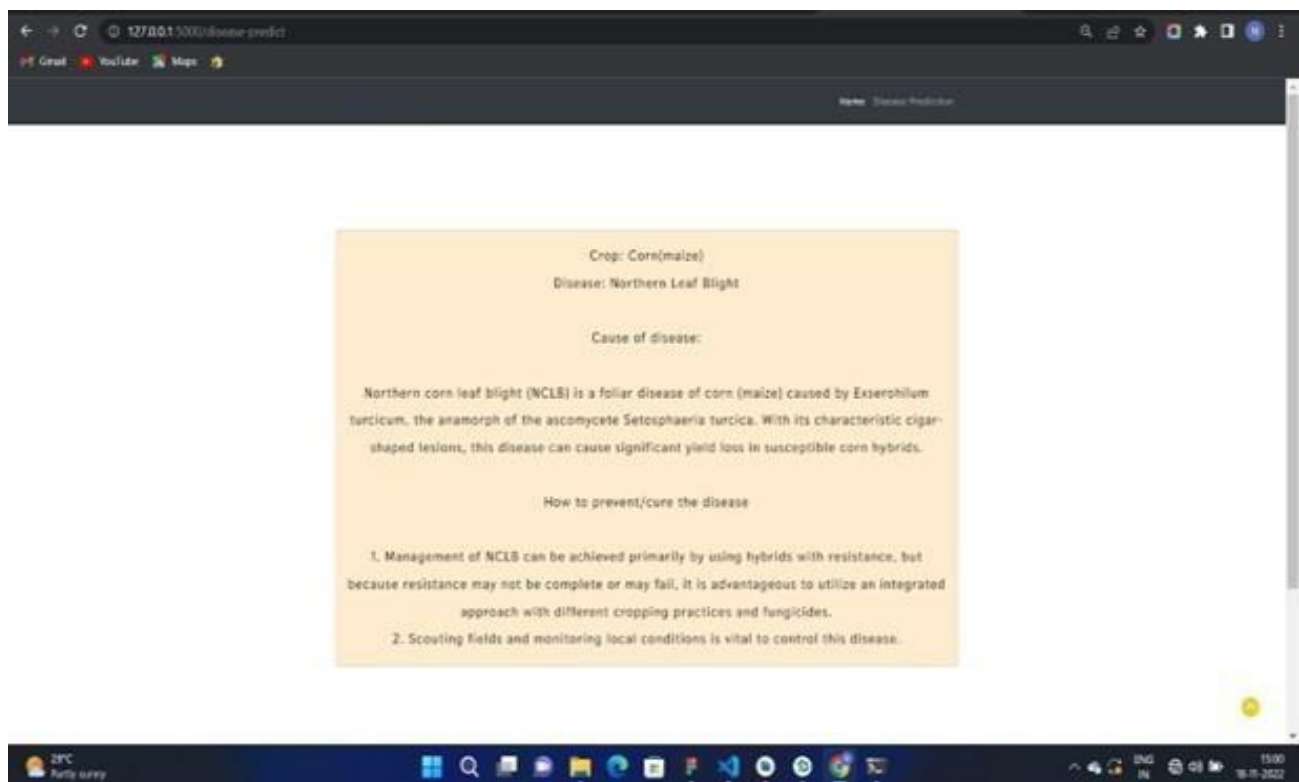 127.0.0.1:5000/disease-predict
Gmail YouTube Maps
Home Disease Prediction
Crop: Corn(maize)
Disease: Northern Leaf Blight
Cause of disease:
Northern corn leaf blight (NCLB) is a foliar disease of corn (maize) caused by Exserohilum
turcicum, the anamorph of the ascomycete Setosphaeria turcica. With its characteristic cigar-
shaped lesions, this disease can cause significant yield loss in susceptible corn hybrids.
How to prevent/cure the disease
1. Management of NCLB can be achieved primarily by using hybrids with resistance, but
because resistance may not be complete or may fail, it is advantageous to utilize an integrated
approach with different cropping practices and fungicides.
2. Scouting fields and monitoring local conditions is vital to control this disease.
Partly sunny
ENG
IN
15:00